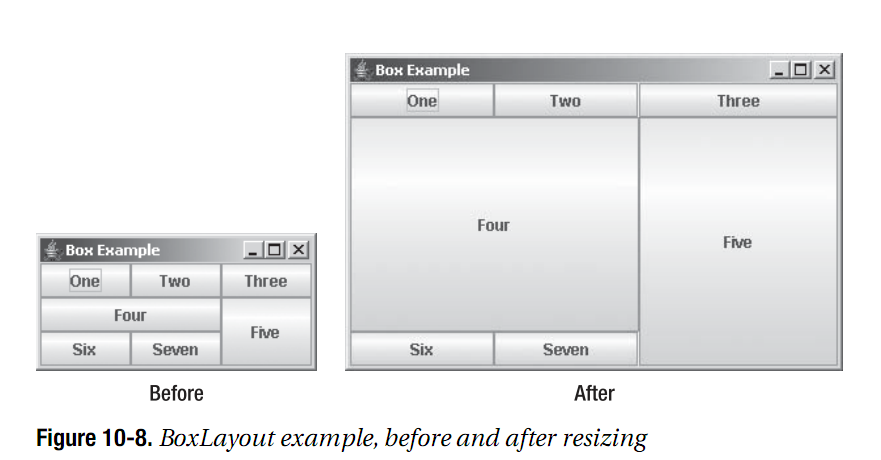 Box Example
One Two Three
Four
Five
Six Seven
Before
Box Example
One Two Three
Four
Five
Six Seven
After
Figure 10-8. BoxLayout example, before and after resizing